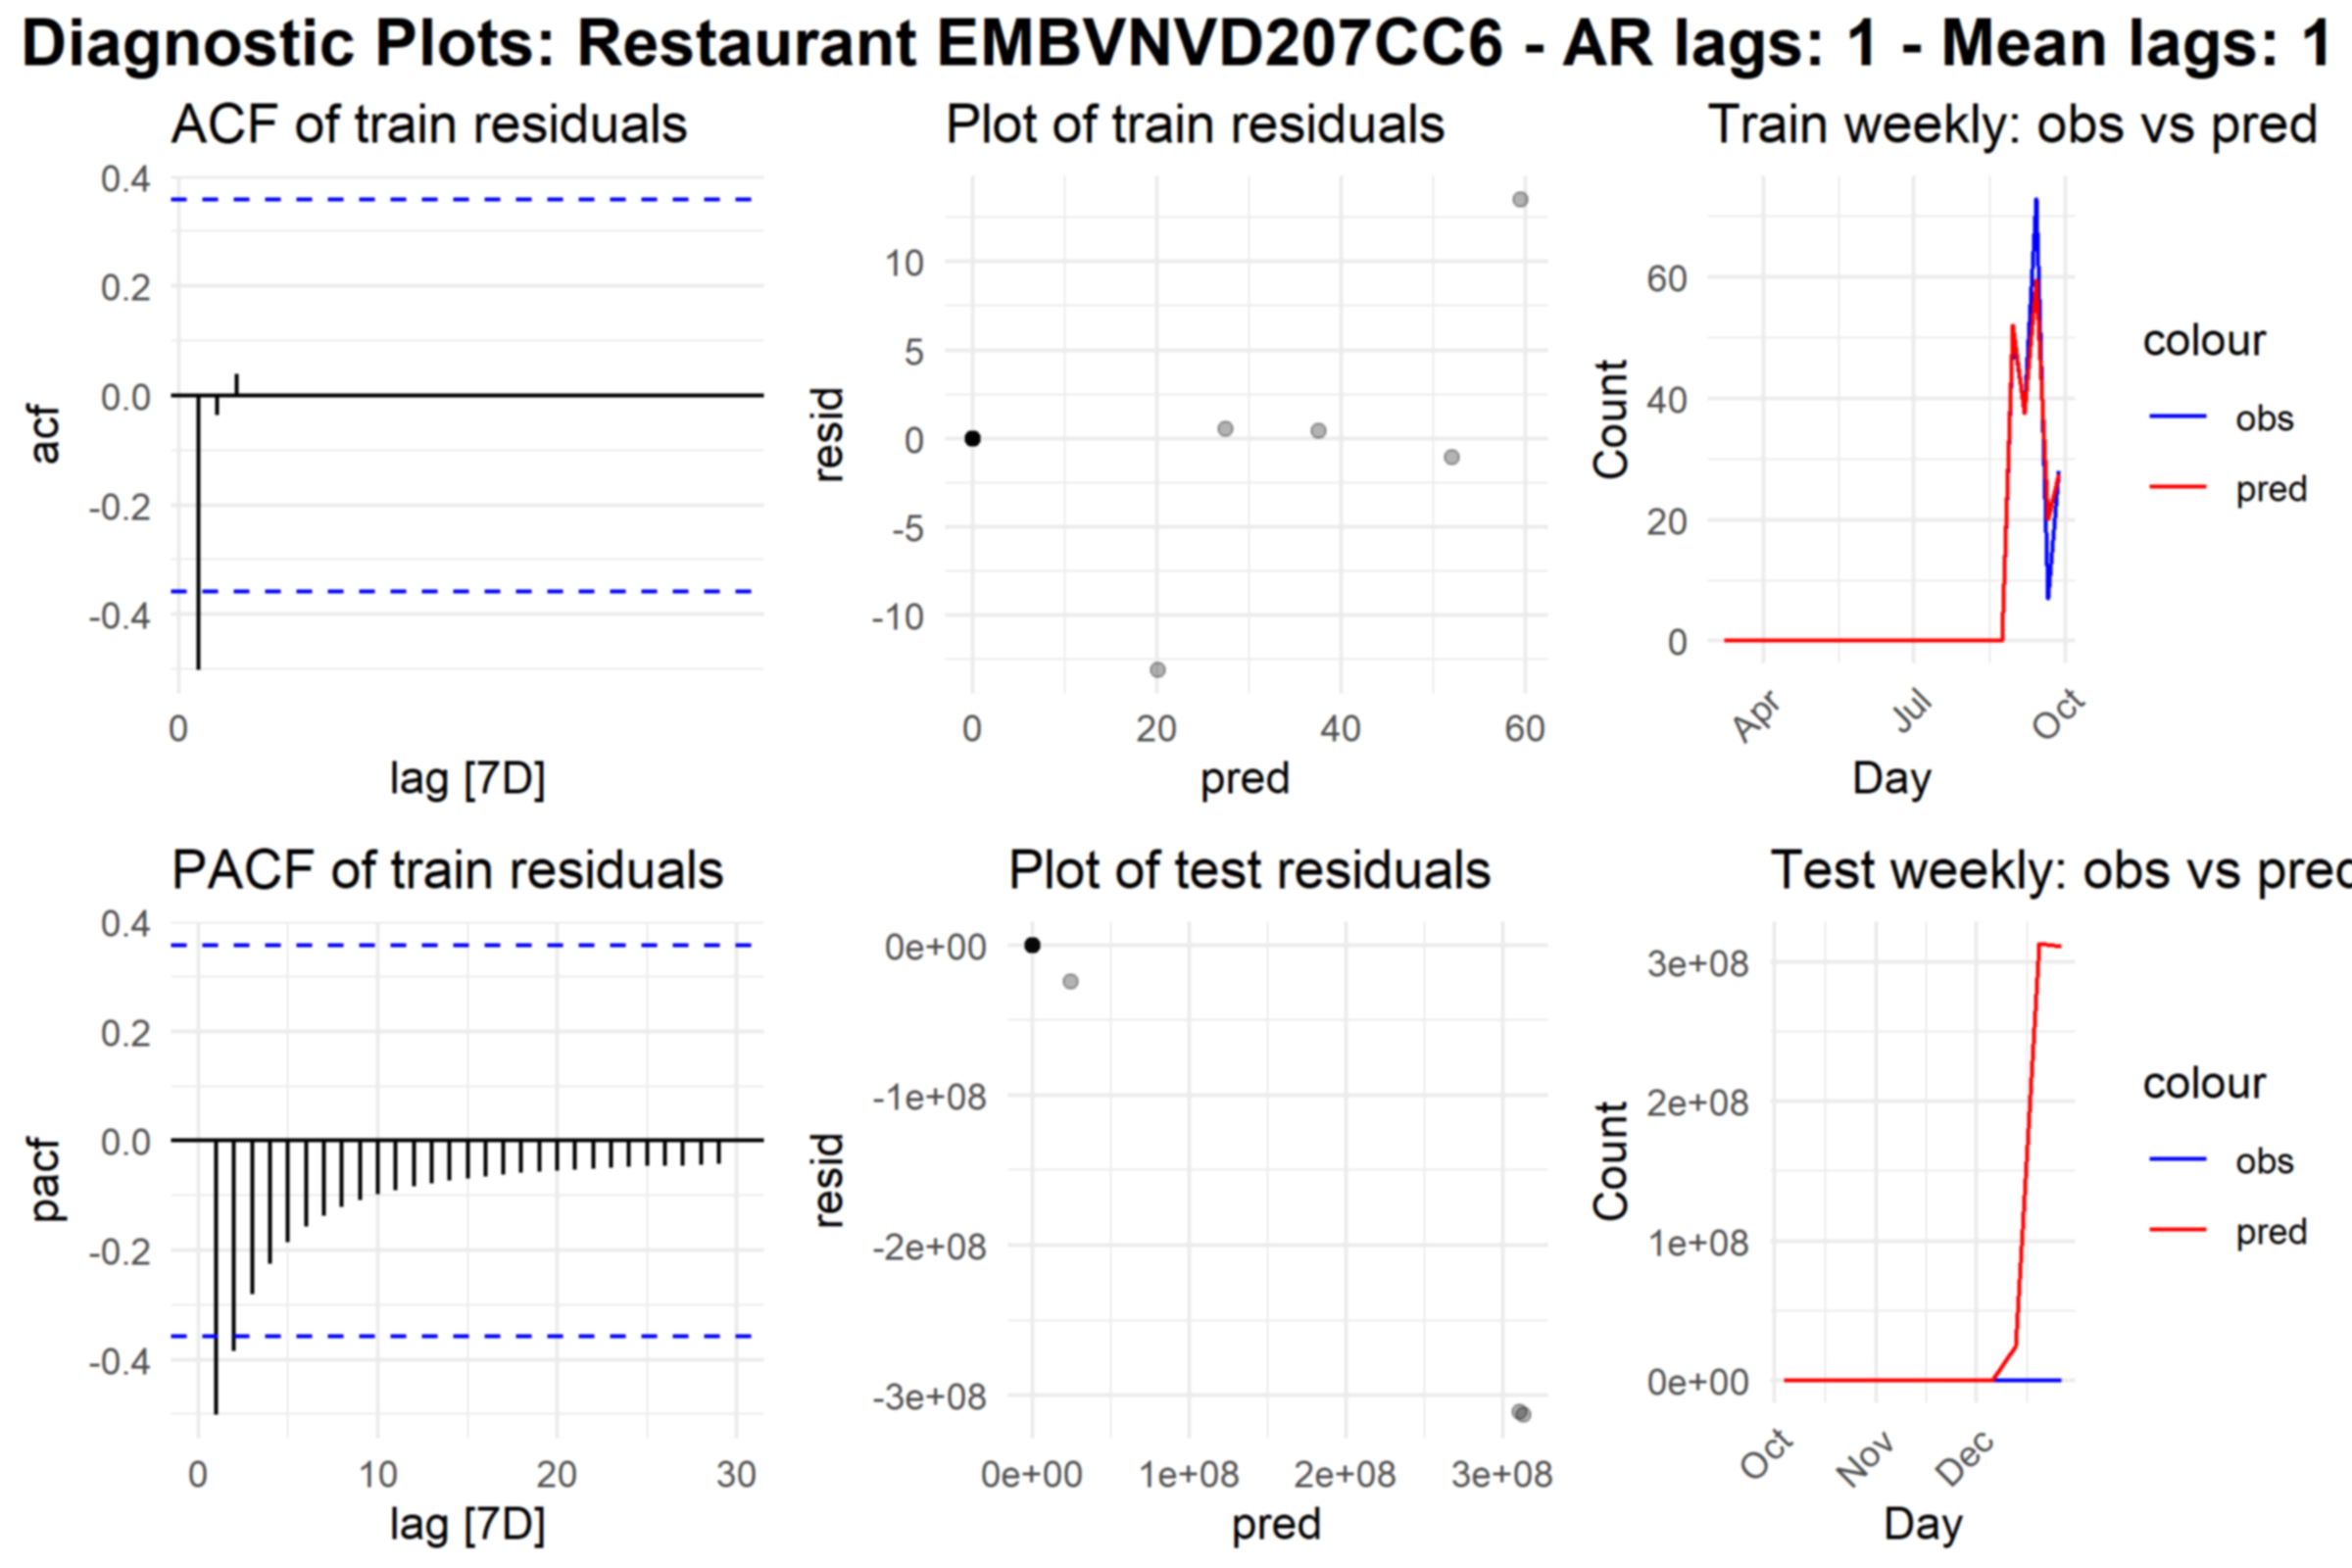 Diagnostic Plots: Restaurant EMBVNVD207CC6 - AR lags: 1 - Mean lags: 1
ACF of train residuals
0.4
0.2
0.0
-0.2
-0.4
acf
0
lag [7D]
Plot of train residuals
10
5
0
-5
-10
resid
0 20 40 60
pred
Train weekly: obs vs pred
60
40
20
0
Count
Apr Jul Oct
Day
colour
obs
pred
PACF of train residuals
0.4
0.2
0.0
-0.2
-0.4
pacf
0 10 20 30
lag [7D]
Plot of test residuals
0e+00
-1e+08
-2e+08
-3e+08
resid
0e+00 1e+08 2e+08 3e+08
pred
Test weekly: obs vs pred
3e+08
2e+08
1e+08
0e+00
Count
Oct Nov Dec
Day
colour
obs
pred